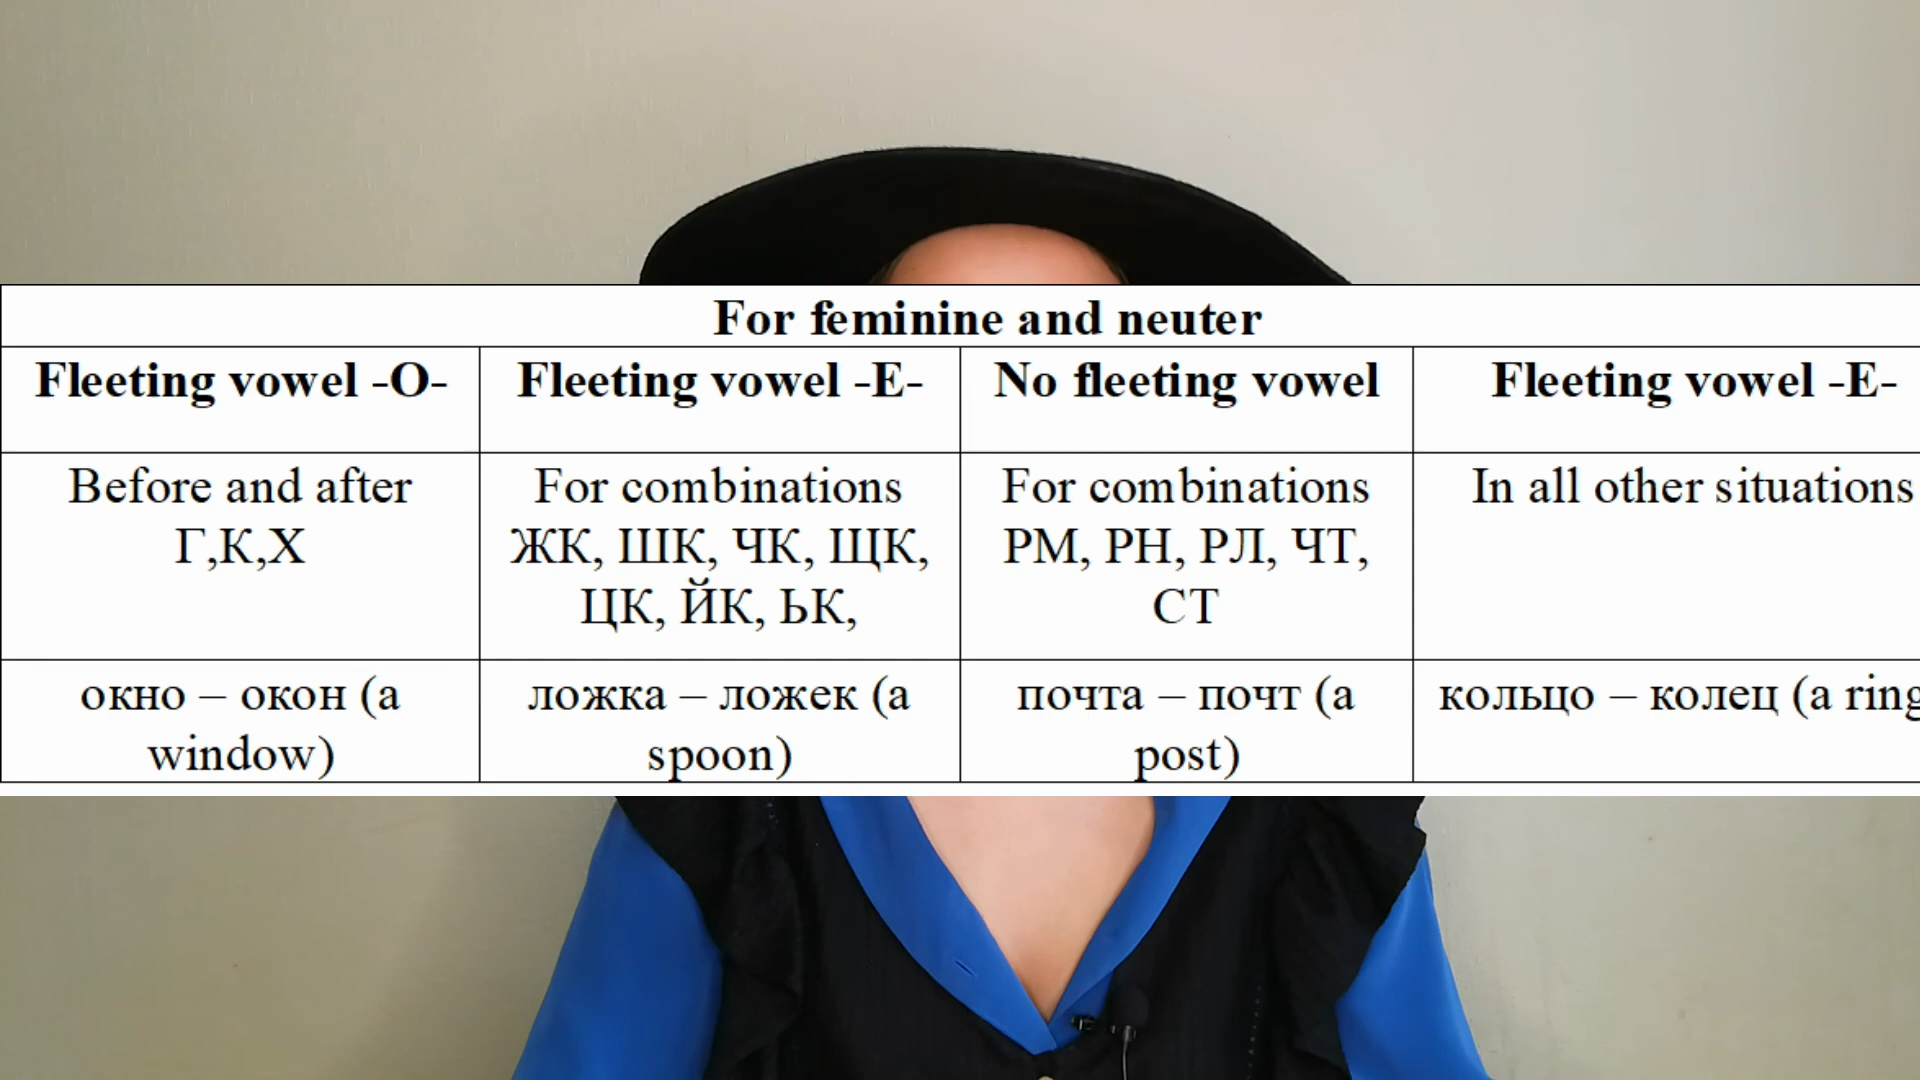 For feminine and neuter
Fleeting vowel -О-
Fleeting vowel -Е-
No fleeting vowel
Fleeting vowel -Е-
Before and after
Г,К,Х
For combinations
ЖК, ШК, ЧК, ЩК,
ЦК, ЙК, ЬК,
For combinations
РМ, РН, РЛ, ЧТ,
СТ
In all other situations
окно – окон (a
window)
ложка – ложек (a
spoon)
почта – почт (a
post)
кольцо – колец (a ring